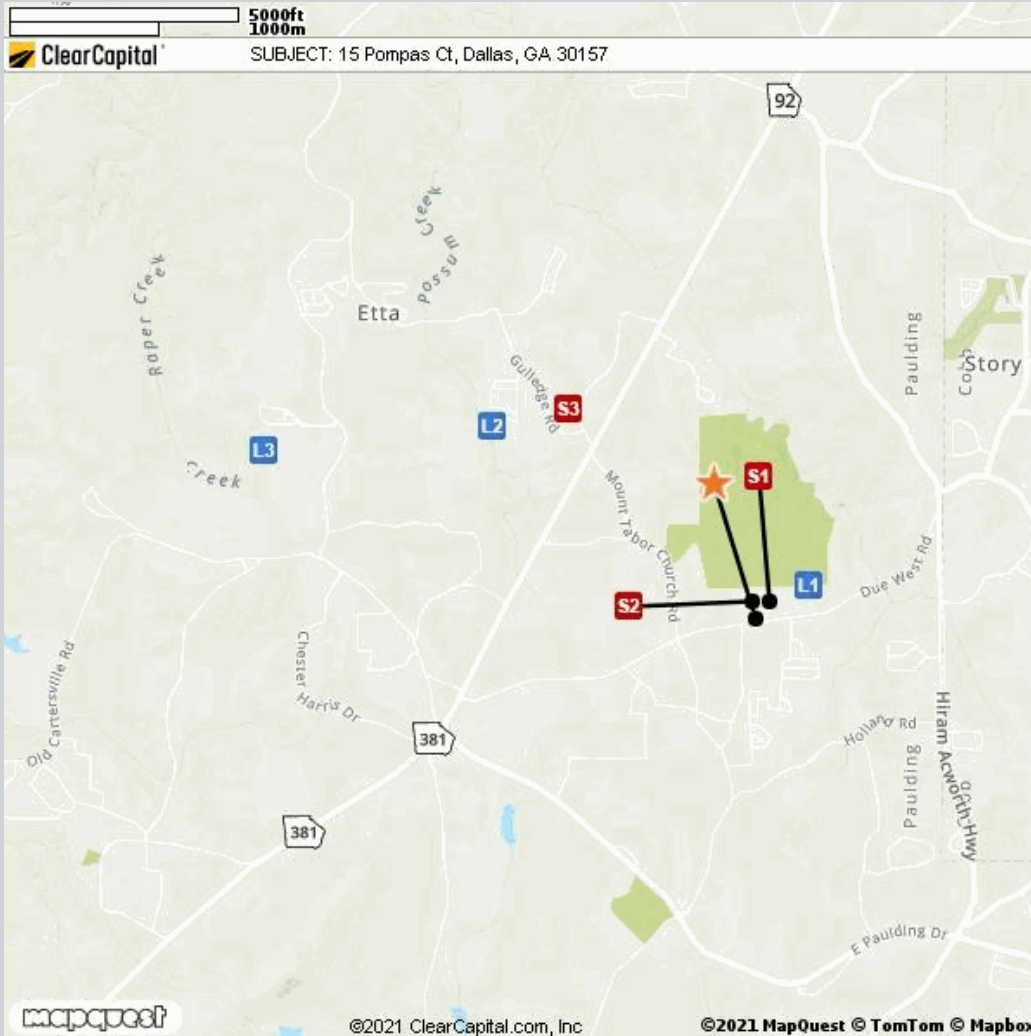 5000ft
1000m
ClearCapital
SUBJECT: 15 Pompas Ct, Dallas, GA 30157
92
Raper Creek
Creek
Possum Creek
Etta
Gulledge Rd
Paulding
Cobb
Story
S3
L2
L3
S1
Mount Tabor Church Rd
L1
Due West Rd
S2
Chester Harris Dr
Old Cartersville Rd
381
381
Holland Rd
Paulding
Hiram Acworth Hwy
E Paulding Dr
mapquest
©2021 ClearCapital.com, Inc
©2021 MapQuest © TomTom © Mapbox